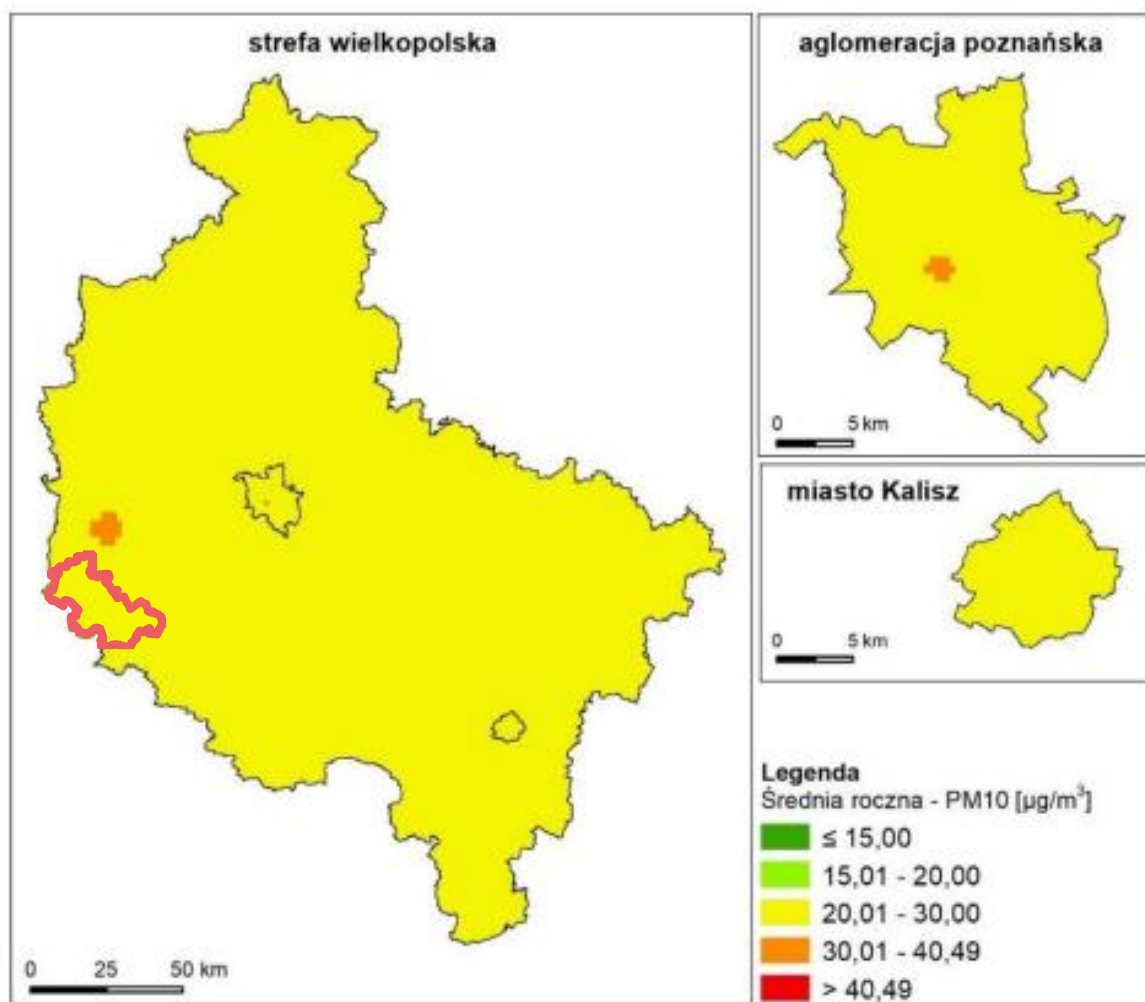 strefa wielkopolska
0 25 50 km
aglomeracja poznańska
0 5 km
miasto Kalisz
0 5 km
Legenda
Średnia roczna - PM10 [µg/m³]
≤ 15,00
15,01 - 20,00
20,01 - 30,00
30,01 - 40,49
> 40,49